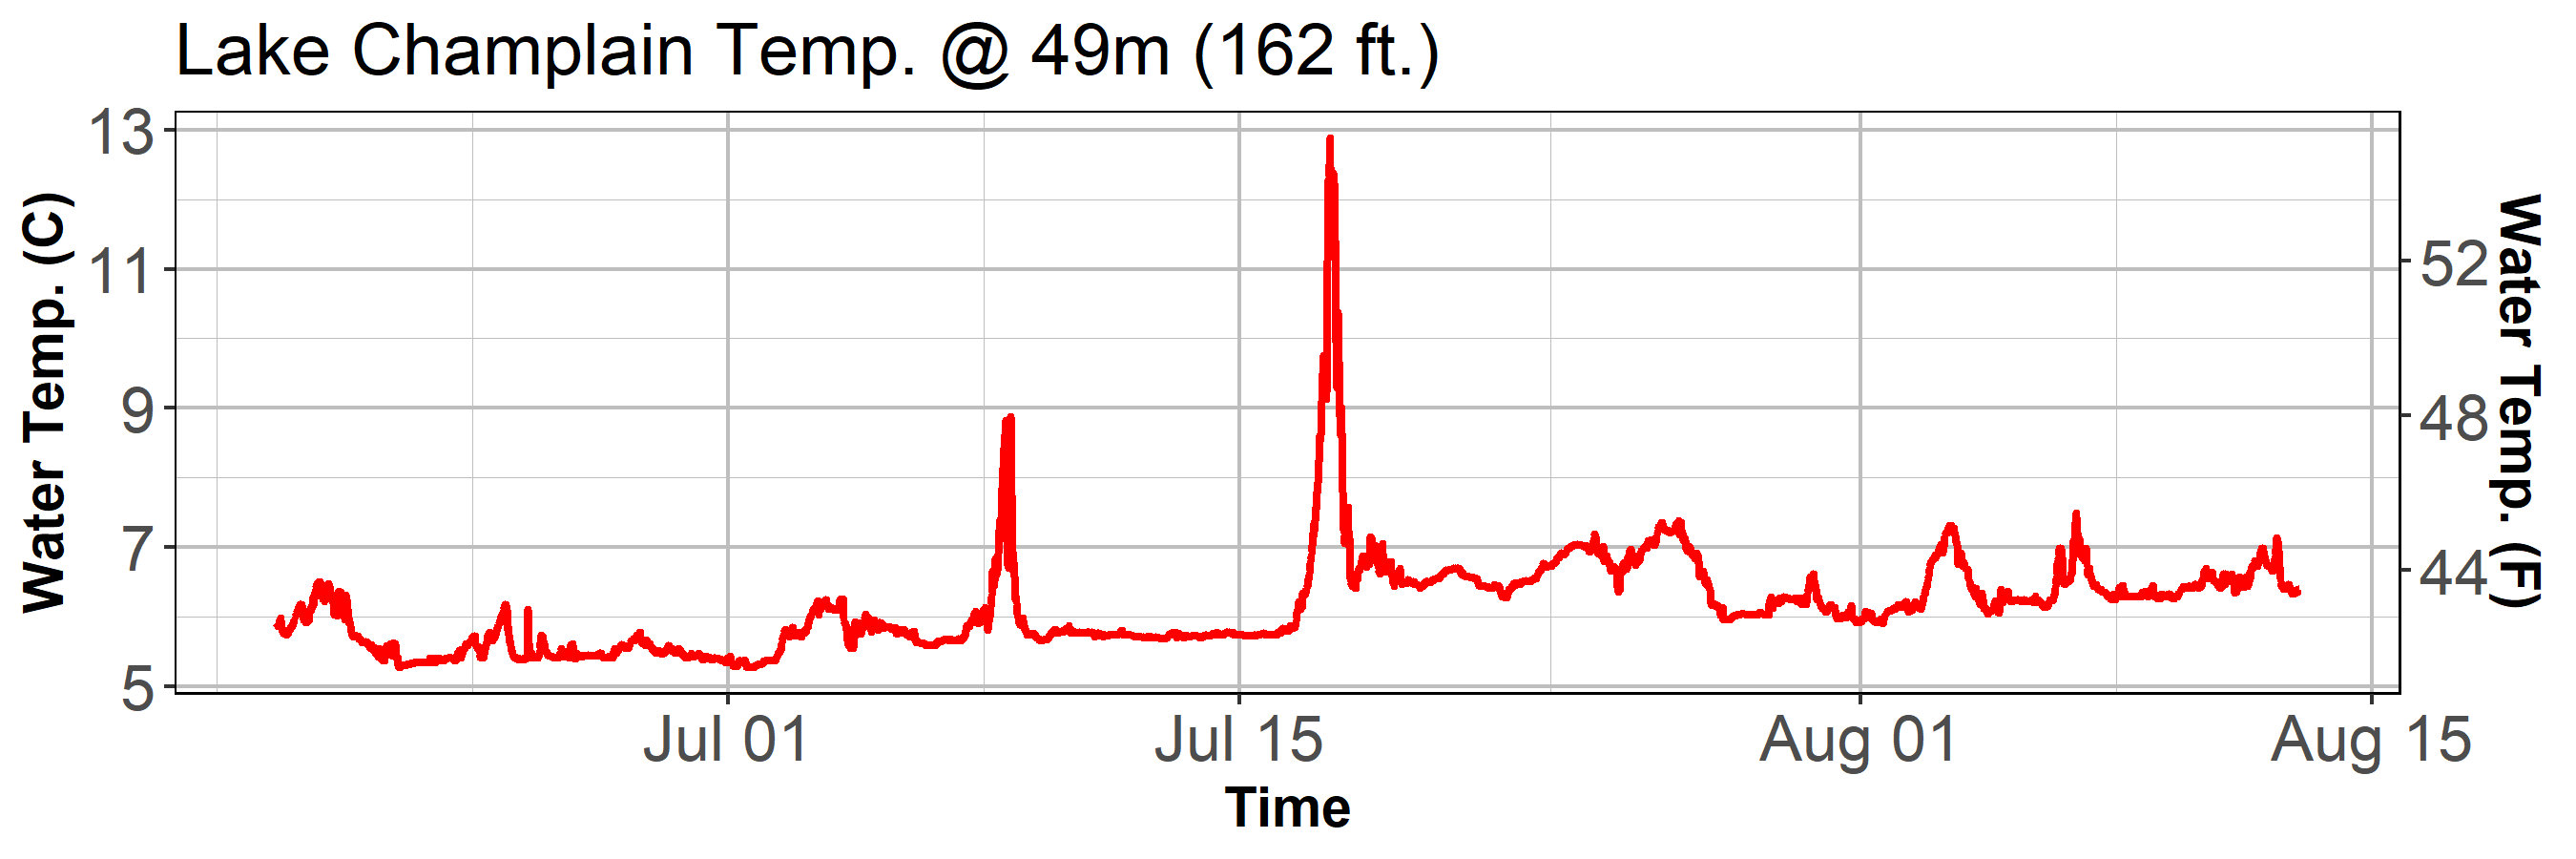 Lake Champlain Temp. @ 49m (162 ft.)
Water Temp. (C)
13
11
9
7
5
52
48
44
Water Temp. (F)
Jul 01
Jul 15
Aug 01
Aug 15
Time